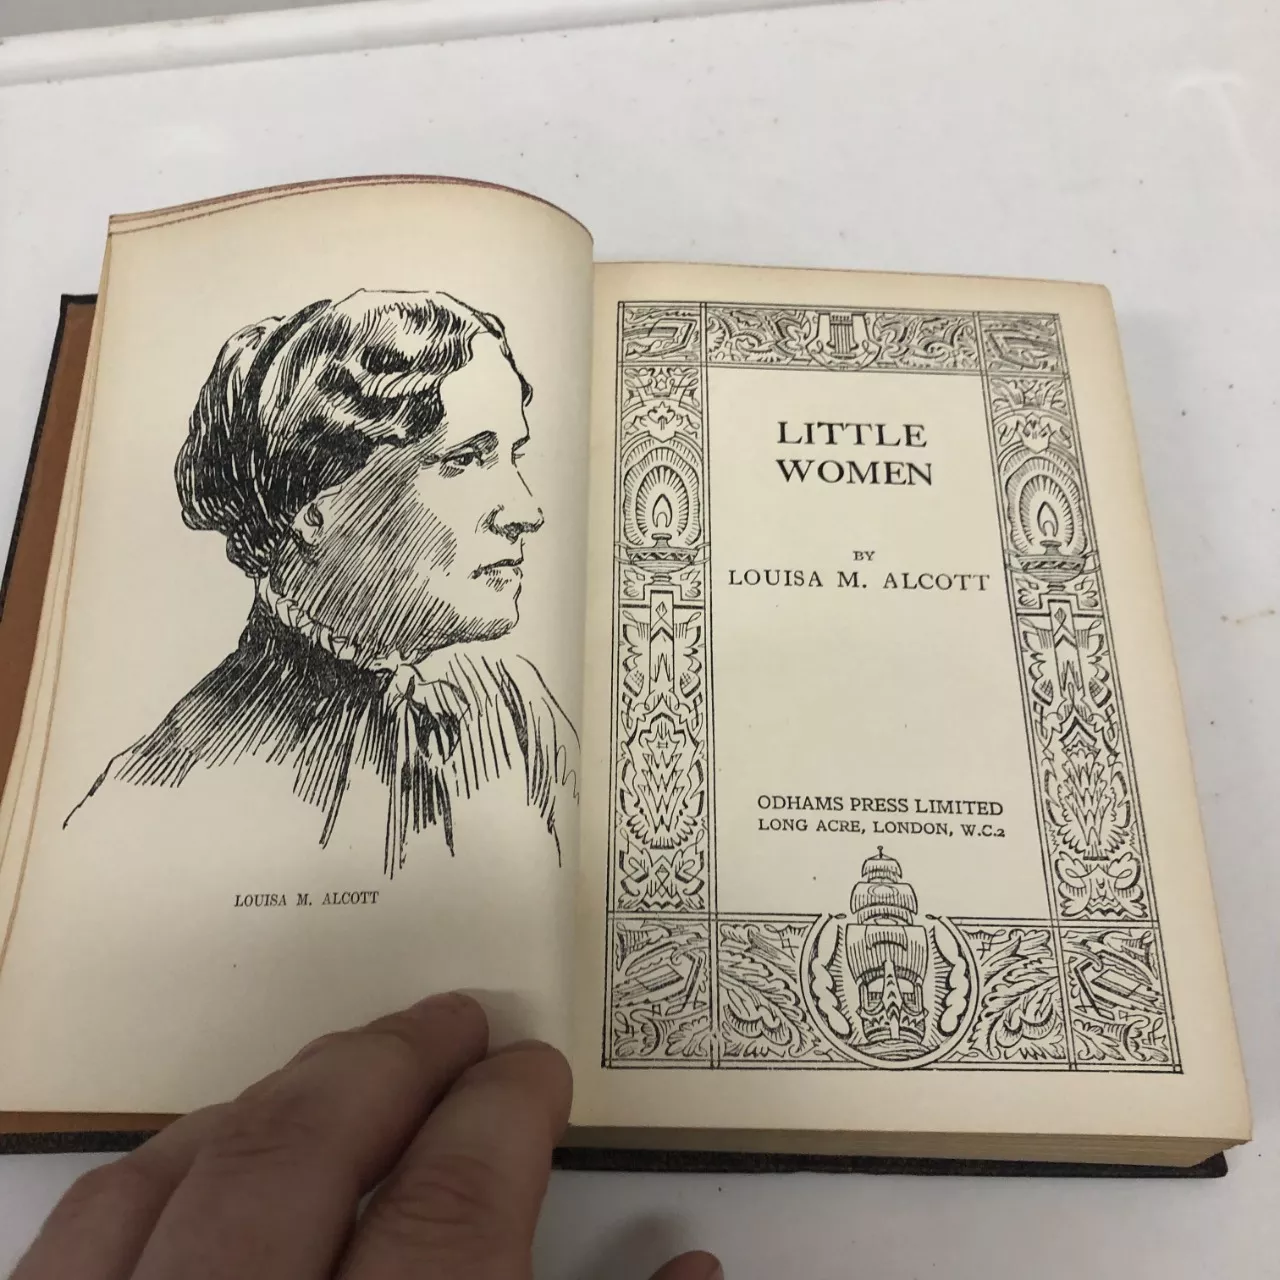 LOUISA M. ALCOTT
LITTLE
WOMEN
BY
LOUISA M. ALCOTT
ODHAMS PRESS LIMITED
LONG ACRE, LONDON, W.C.2